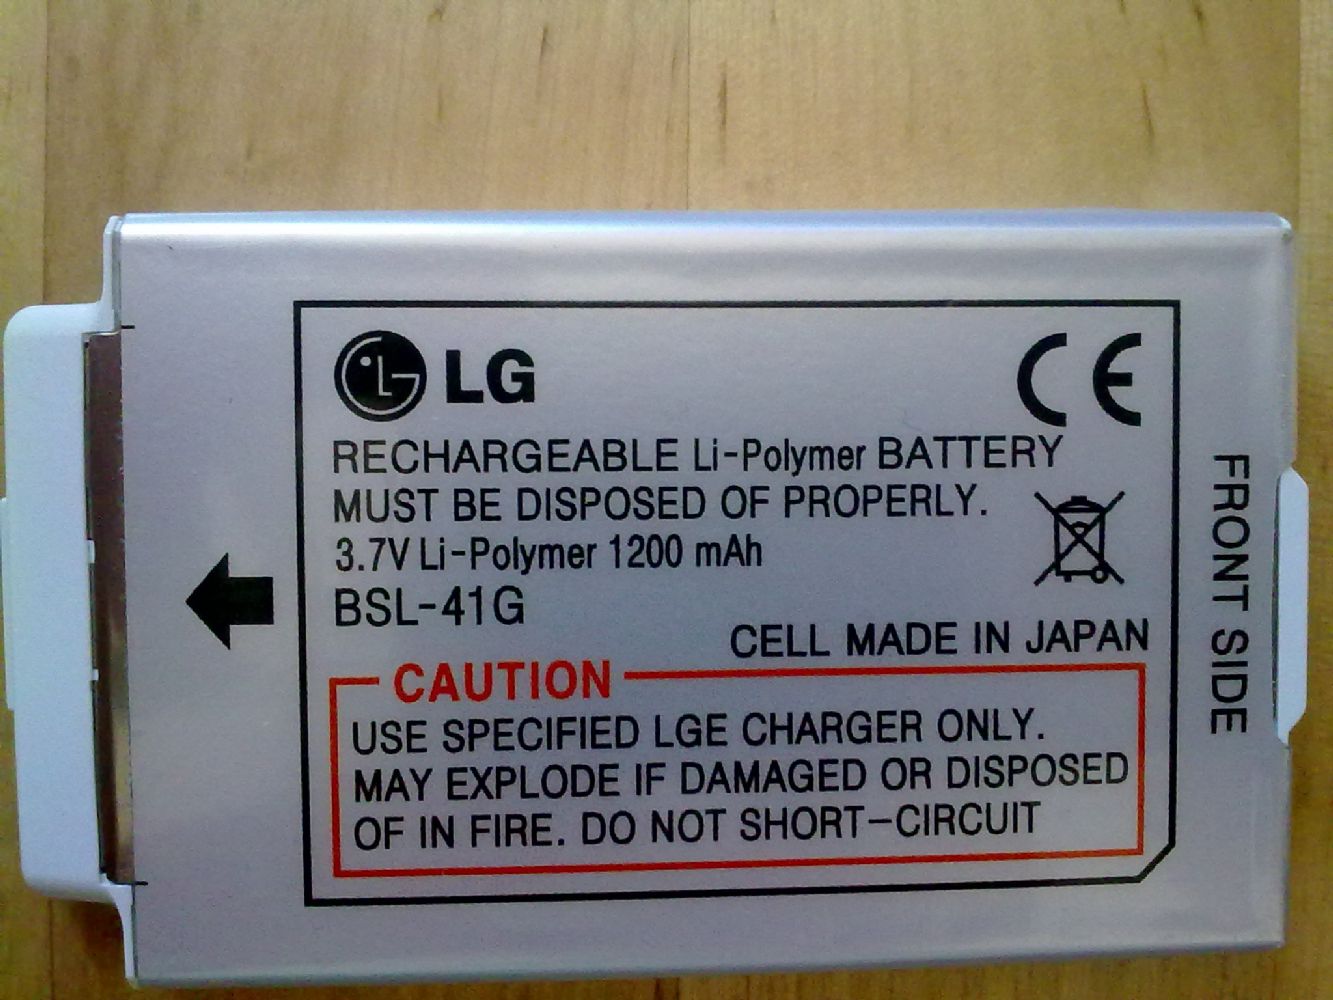 LG
CE
RECHARGEABLE Li-Polymer BATTERY
MUST BE DISPOSED OF PROPERLY.
3.7V Li-Polymer 1200 mAh
BSL-41G
CELL MADE IN JAPAN
CAUTION
USE SPECIFIED LGE CHARGER ONLY.
MAY EXPLODE IF DAMAGED OR DISPOSED
OF IN FIRE. DO NOT SHORT-CIRCUIT
FRONT SIDE